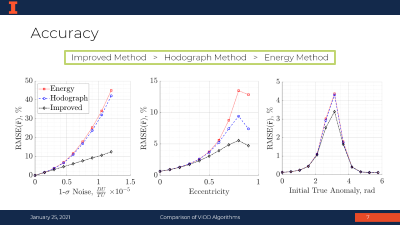 Accuracy
Improved Method > Hodograph Method > Energy Method
RMSE(r̄), %
50
40
30
20
10
0
Energy
Hodograph
Improved
0 0.5 1 1.5
1-σ Noise, DU/TU ×10⁻⁵
RMSE(r̄), %
15
10
5
0
0 0.5 1
Eccentricity
RMSE(r̄), %
5
4
3
2
1
0
0 2 4 6
Initial True Anomaly, rad
January 25, 2021
Comparison of VIOD Algorithms
7